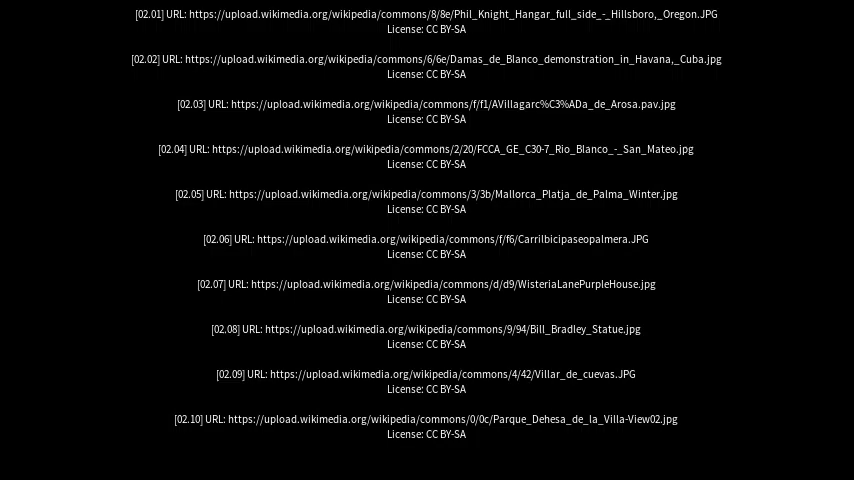 [02.01] URL: https://upload.wikimedia.org/wikipedia/commons/8/8e/Phil_Knight_Hangar_full_side_-_Hillsboro,_Oregon.JPG
License: CC BY-SA
[02.02] URL: https://upload.wikimedia.org/wikipedia/commons/6/6e/Damas_de_Blanco_demonstration_in_Havana,_Cuba.jpg
License: CC BY-SA
[02.03] URL: https://upload.wikimedia.org/wikipedia/commons/f/f1/AVillagarc%C3%ADa_de_Arosa.pav.jpg
License: CC BY-SA
[02.04] URL: https://upload.wikimedia.org/wikipedia/commons/2/20/FCCA_GE_C30-7_Rio_Blanco_-_San_Mateo.jpg
License: CC BY-SA
[02.05] URL: https://upload.wikimedia.org/wikipedia/commons/3/3b/Mallorca_Platja_de_Palma_Winter.jpg
License: CC BY-SA
[02.06] URL: https://upload.wikimedia.org/wikipedia/commons/f/f6/Carrilbicipaseopalmera.JPG
License: CC BY-SA
[02.07] URL: https://upload.wikimedia.org/wikipedia/commons/d/d9/WisteriaLanePurpleHouse.jpg
License: CC BY-SA
[02.08] URL: https://upload.wikimedia.org/wikipedia/commons/9/94/Bill_Bradley_Statue.jpg
License: CC BY-SA
[02.09] URL: https://upload.wikimedia.org/wikipedia/commons/4/42/Villar_de_cuevas.JPG
License: CC BY-SA
[02.10] URL: https://upload.wikimedia.org/wikipedia/commons/0/0c/Parque_Dehesa_de_la_Villa-View02.jpg
License: CC BY-SA